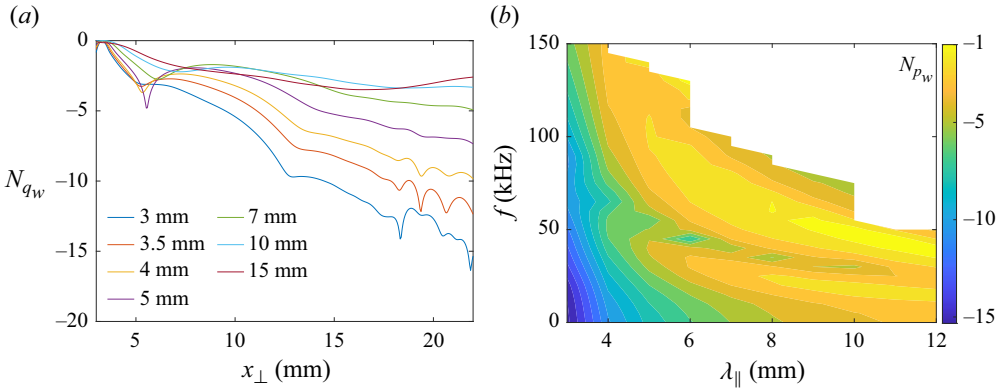 (a)
0
–5
–10
–15
–20
N_{q_w}
3 mm
3.5 mm
4 mm
5 mm
7 mm
10 mm
15 mm
5 10 15 20
x_⊥ (mm)
(b)
150
100
50
0
f (kHz)
N_{p_w}
4 6 8 10 12
λ_∥ (mm)
–1
–5
–10
–15